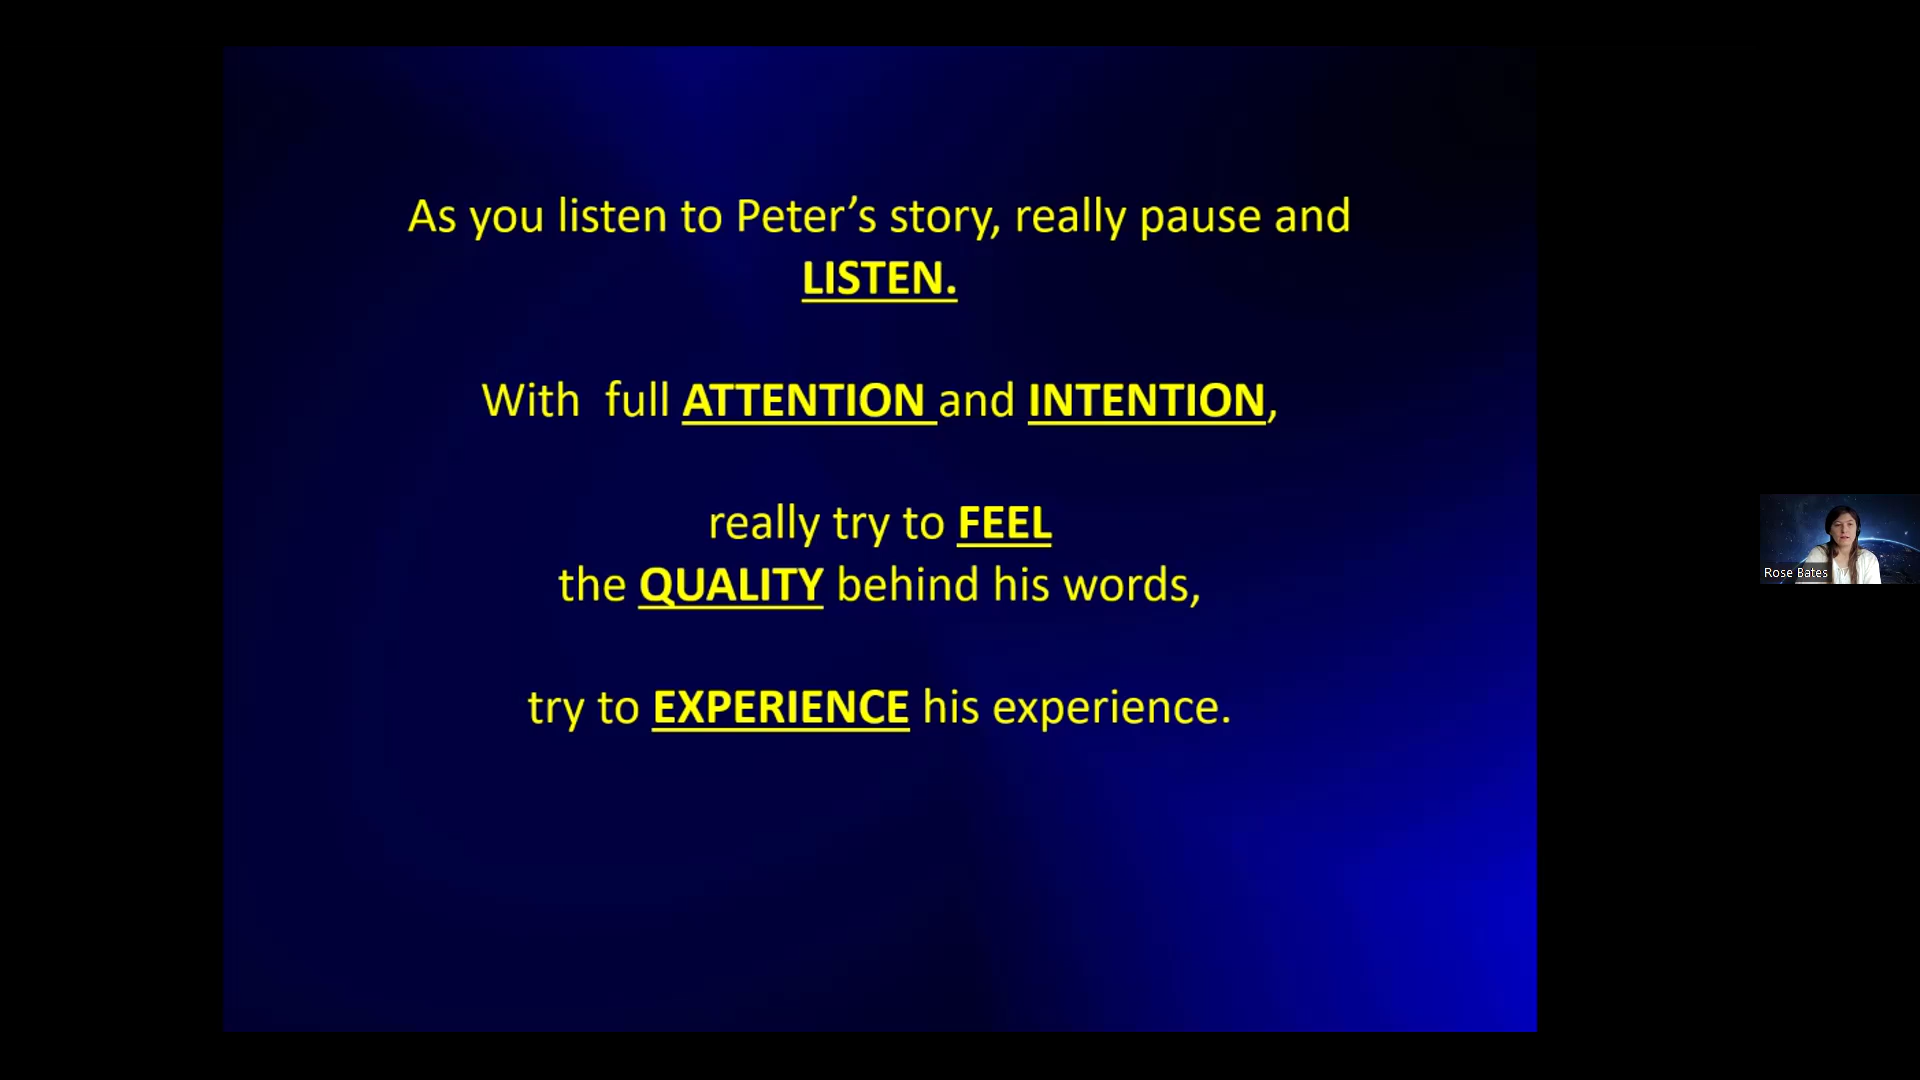 As you listen to Peter’s story, really pause and
LISTEN.
With  full ATTENTION and INTENTION,
really try to FEEL
the QUALITY behind his words,
try to EXPERIENCE his experience.
Rose Bates